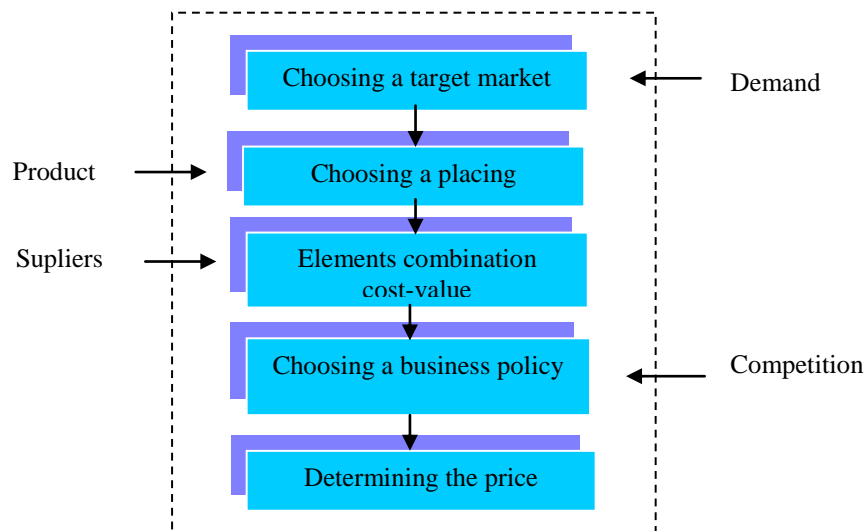 Choosing a target market
Demand
Product
Choosing a placing
Supliers
Elements combination
cost-value
Choosing a business policy
Competition
Determining the price